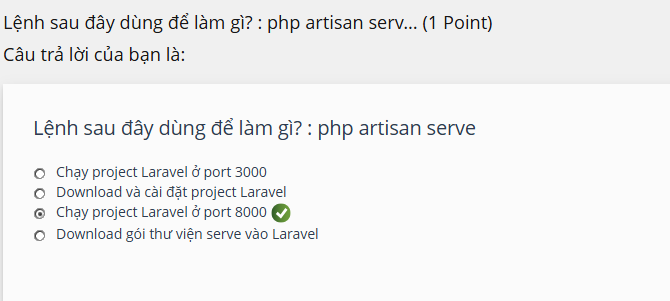 Lệnh sau đây dùng để làm gì? : php artisan serv... (1 Point)
Câu trả lời của bạn là:
Lệnh sau đây dùng để làm gì? : php artisan serve
Chạy project Laravel ở port 3000
Download và cài đặt project Laravel
Chạy project Laravel ở port 8000
Download gói thư viện serve vào Laravel